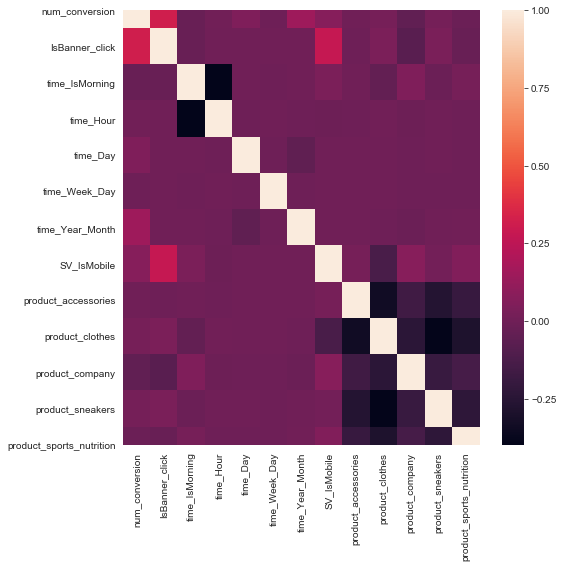 num_conversion
IsBanner_click
time_IsMorning
time_Hour
time_Day
time_Week_Day
time_Year_Month
SV_IsMobile
product_accessories
product_clothes
product_company
product_sneakers
product_sports_nutrition
num_conversion
IsBanner_click
time_IsMorning
time_Hour
time_Day
time_Week_Day
time_Year_Month
SV_IsMobile
product_accessories
product_clothes
product_company
product_sneakers
product_sports_nutrition
1.00
0.75
0.50
0.25
0.00
−0.25